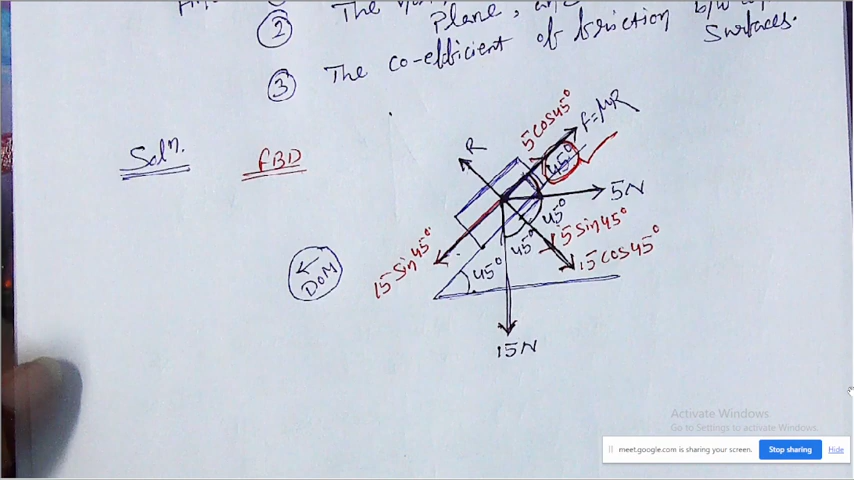 ② The
Plane,
③ The co-efficient of friction b/w
Surfaces.
Solⁿ.
FBD
R
5cos45°
F=μR
45°
5N
45°
5sin45°
45°
15cos45°
15sin45°
45°
DOM
15N
Activate Windows
Go to Settings to activate Windows.
meet.google.com is sharing your screen.
Stop sharing
Hide